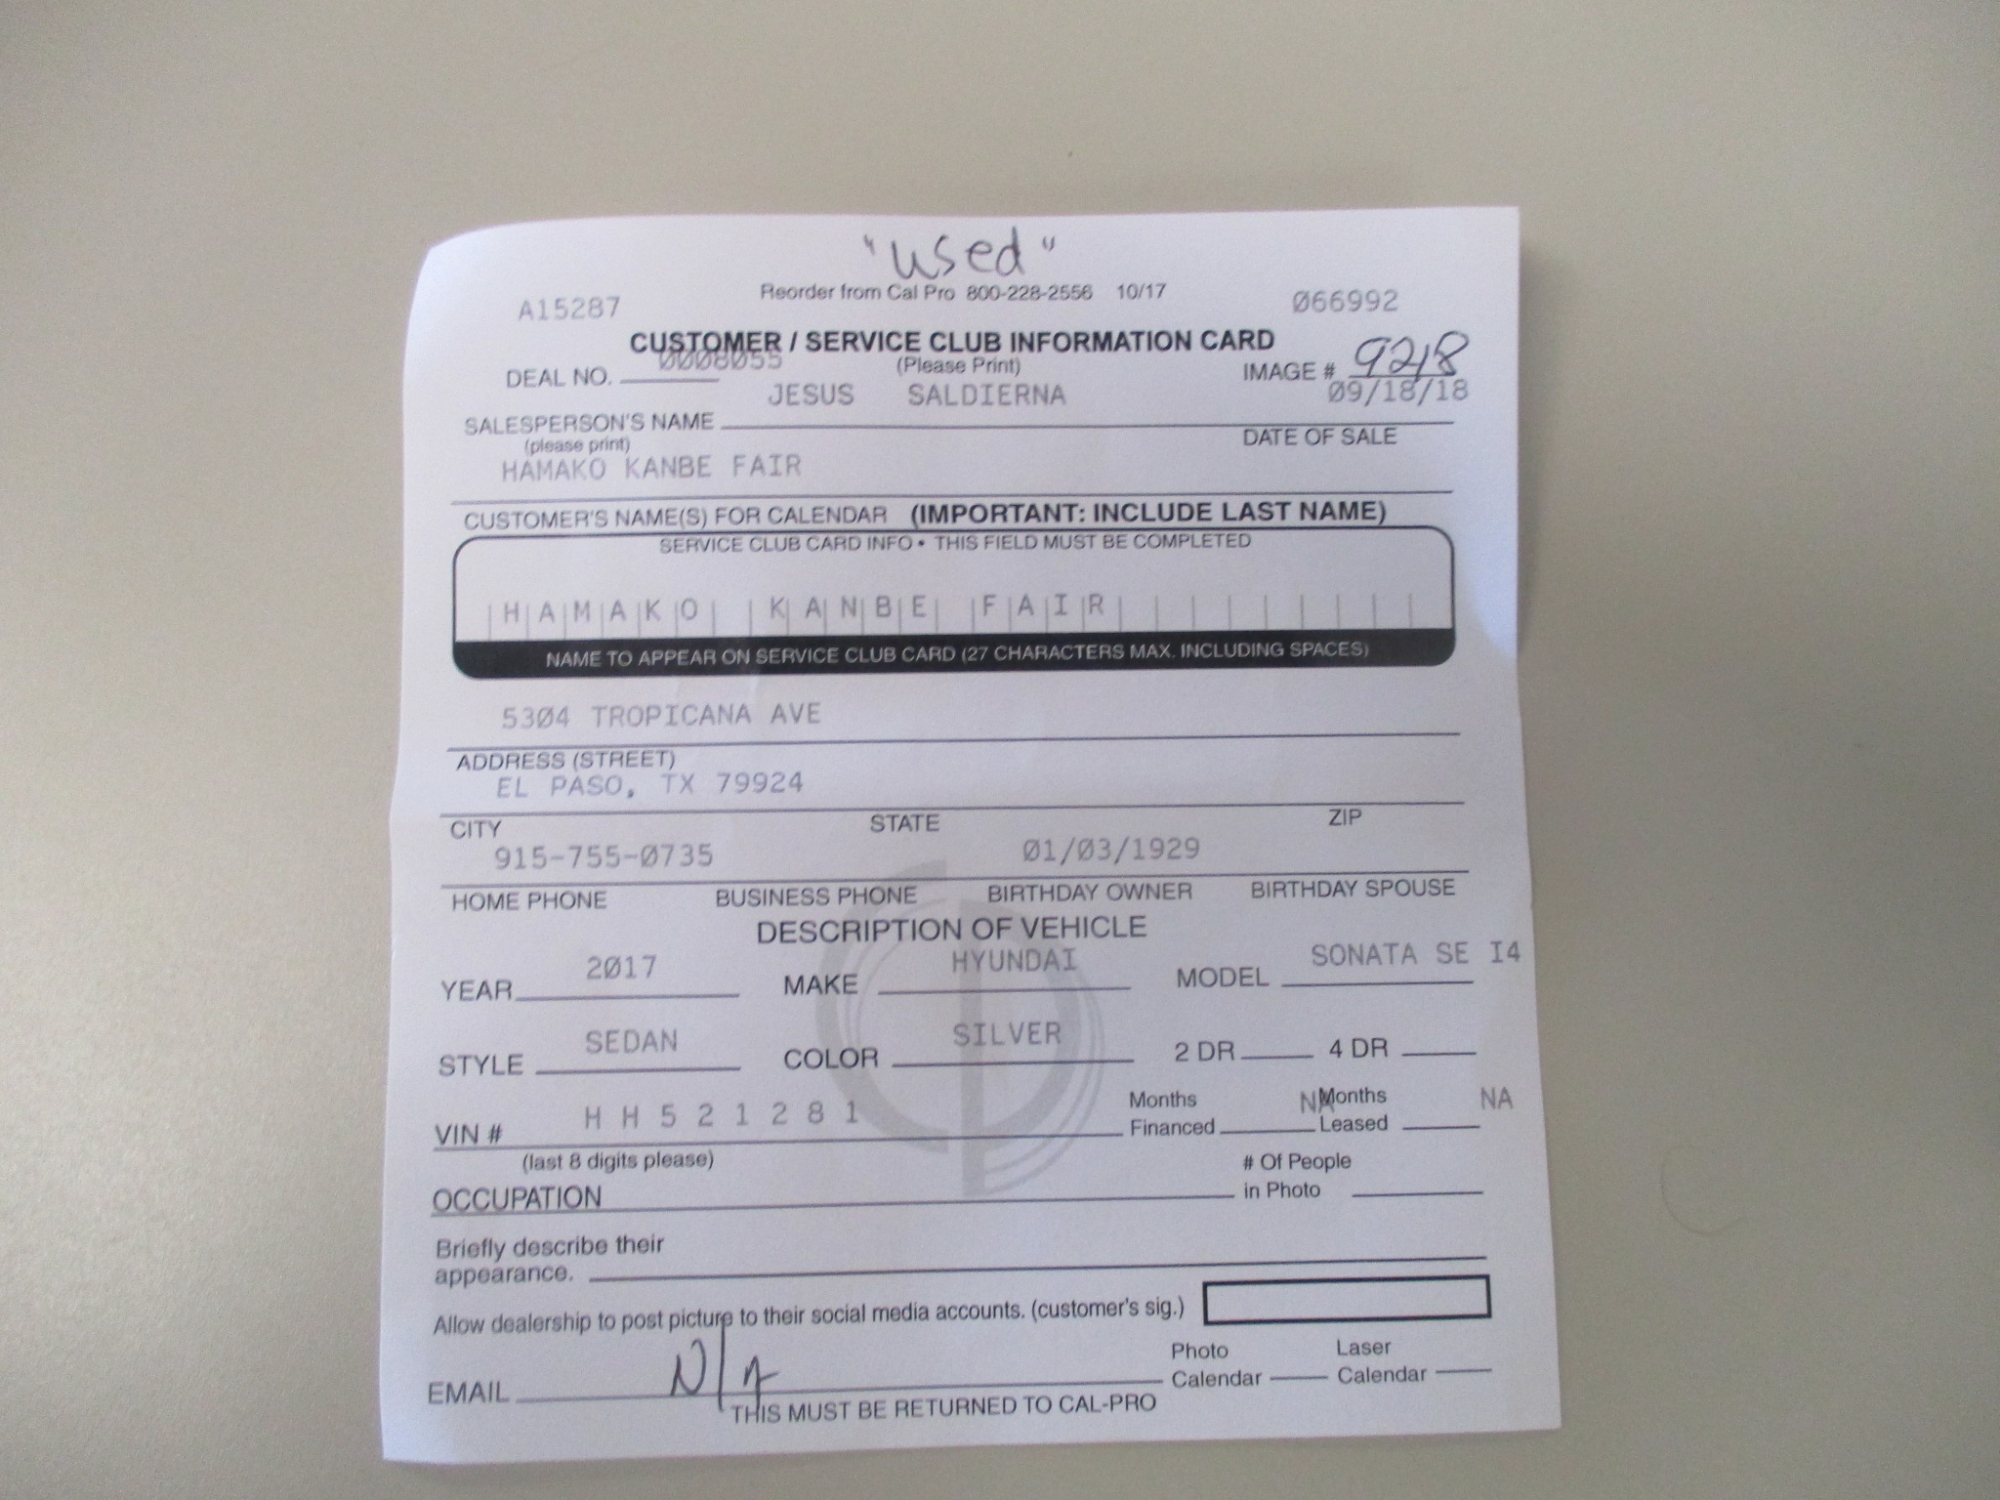 "used"
Reorder from Cal Pro 800-228-2556 10/17
A15287 066992
CUSTOMER / SERVICE CLUB INFORMATION CARD
0008055
DEAL NO. (Please Print) IMAGE # 9218
JESUS SALDIERNA 09/18/18
SALESPERSON'S NAME DATE OF SALE
(please print)
HAMAKO KANBE FAIR
CUSTOMER'S NAME(S) FOR CALENDAR (IMPORTANT: INCLUDE LAST NAME)
SERVICE CLUB CARD INFO • THIS FIELD MUST BE COMPLETED
HAMAKO KANBE FAIR
NAME TO APPEAR ON SERVICE CLUB CARD (27 CHARACTERS MAX. INCLUDING SPACES)
5304 TROPICANA AVE
ADDRESS (STREET)
EL PASO, TX 79924
CITY STATE ZIP
915-755-0735 01/03/1929
HOME PHONE BUSINESS PHONE BIRTHDAY OWNER BIRTHDAY SPOUSE
DESCRIPTION OF VEHICLE
YEAR 2017 MAKE HYUNDAI MODEL SONATA SE I4
STYLE SEDAN COLOR SILVER 2 DR 4 DR
VIN # H H 5 2 1 2 8 1 Months Financed NA Months Leased NA
(last 8 digits please)
OCCUPATION # Of People in Photo
Briefly describe their
appearance.
Allow dealership to post picture to their social media accounts. (customer's sig.)
EMAIL N/A Photo Calendar Laser Calendar
THIS MUST BE RETURNED TO CAL-PRO